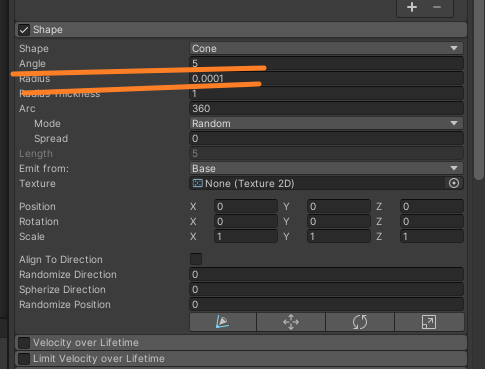 + −
Shape
Shape Cone
Angle 5
Radius 0.0001
Radius Thickness 1
Arc 360
Mode Random
Spread 0
Length 5
Emit from: Base
Texture None (Texture 2D)
Position X 0 Y 0 Z 0
Rotation X 0 Y 0 Z 0
Scale X 1 Y 1 Z 1
Align To Direction
Randomize Direction 0
Spherize Direction 0
Randomize Position 0
Velocity over Lifetime
Limit Velocity over Lifetime